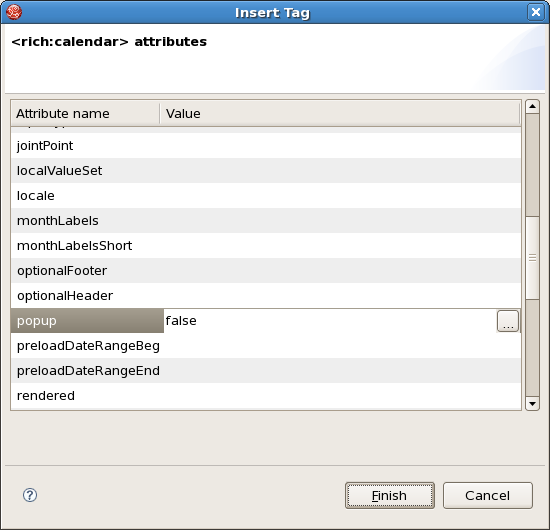 Insert Tag
<rich:calendar> attributes
Attribute name Value
jointPoint
localValueSet
locale
monthLabels
monthLabelsShort
optionalFooter
optionalHeader
popup false ...
preloadDateRangeBeg
preloadDateRangeEnd
rendered
? Finish Cancel